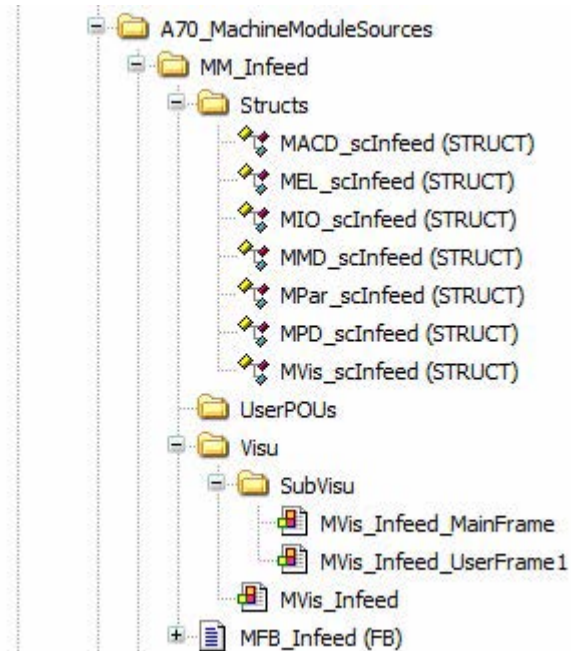 A70_MachineModuleSources
MM_Infeed
Structs
MACD_scInfeed (STRUCT)
MEL_scInfeed (STRUCT)
MIO_scInfeed (STRUCT)
MMD_scInfeed (STRUCT)
MPar_scInfeed (STRUCT)
MPD_scInfeed (STRUCT)
MVis_scInfeed (STRUCT)
UserPOUs
Visu
SubVisu
MVis_Infeed_MainFrame
MVis_Infeed_UserFrame1
MVis_Infeed
MFB_Infeed (FB)